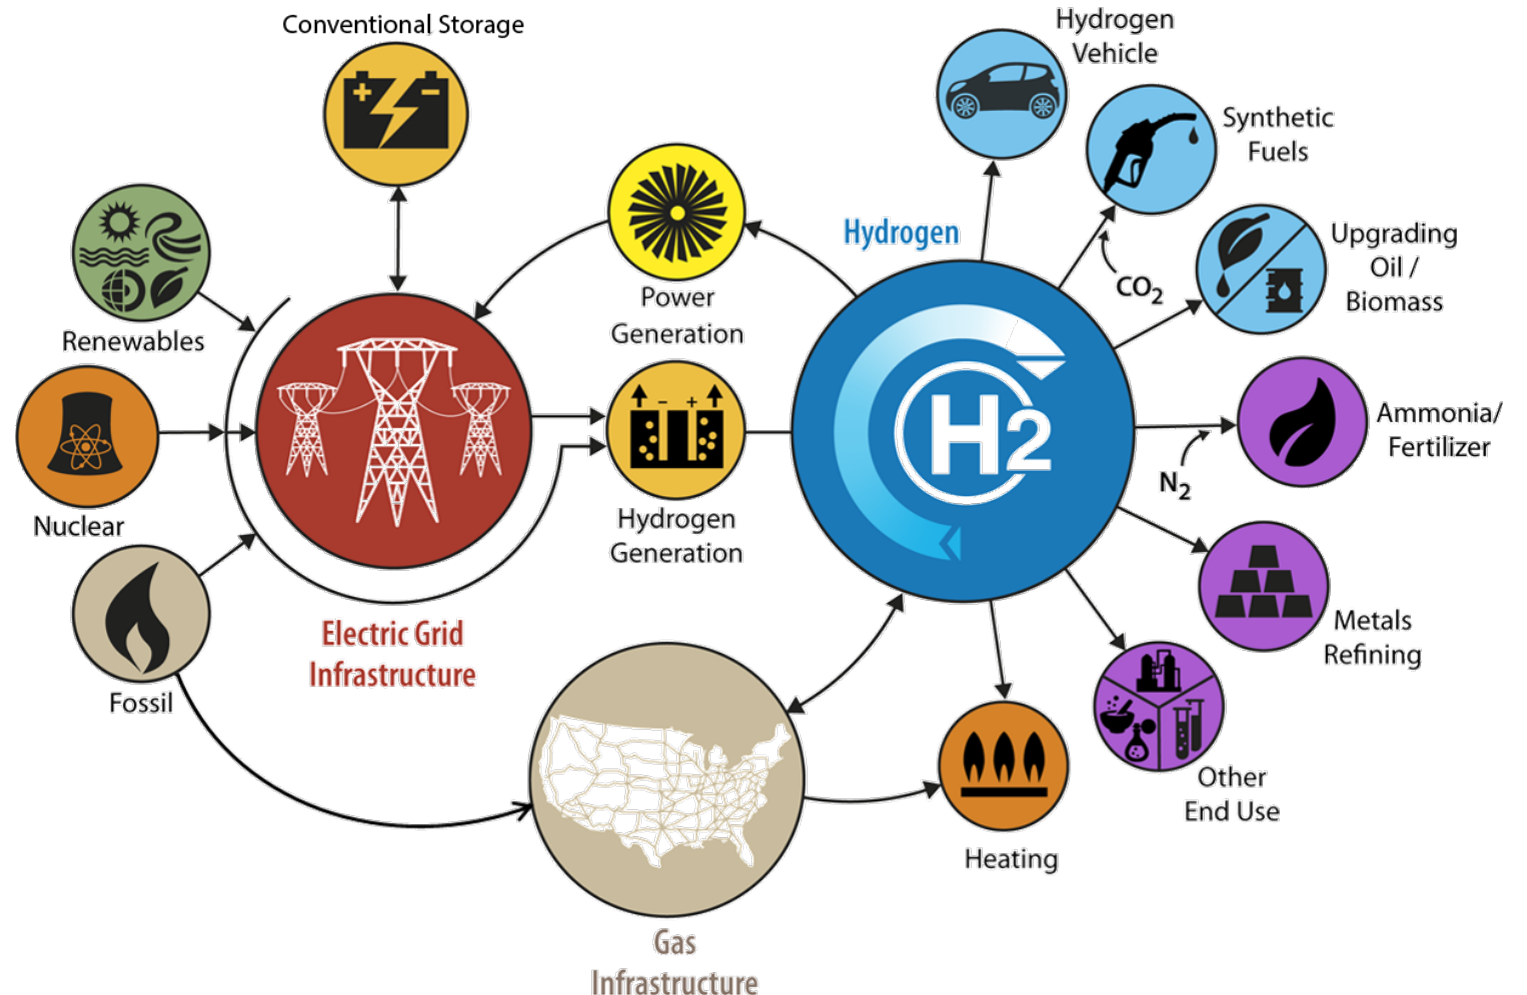 Conventional Storage
Hydrogen
Vehicle
Synthetic
Fuels
CO2
Upgrading
Oil /
Biomass
Renewables
Nuclear
Fossil
Electric Grid
Infrastructure
Power
Generation
Hydrogen
Generation
Hydrogen
H2
Ammonia/
Fertilizer
N2
Metals
Refining
Other
End Use
Heating
Gas
Infrastructure